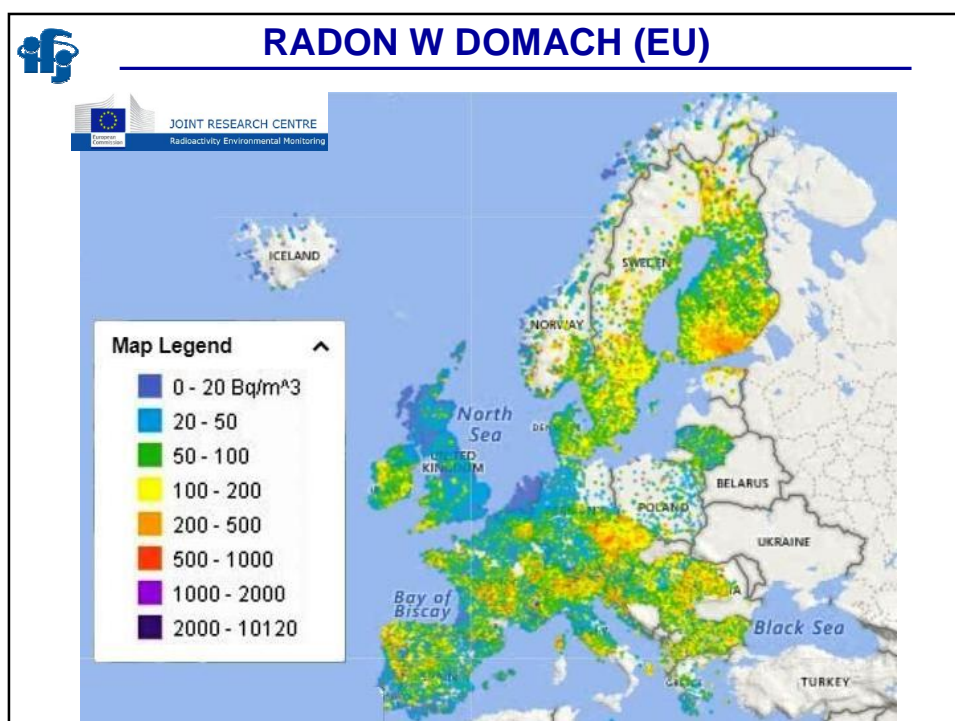 ifj
RADON W DOMACH (EU)
European
Commission
JOINT RESEARCH CENTRE
Radioactivity Environmental Monitoring
ICELAND
SWEDEN
NORWAY
Map Legend
0 - 20 Bq/m^3
20 - 50
50 - 100
100 - 200
200 - 500
500 - 1000
1000 - 2000
2000 - 10120
North
Sea
UNITED
KINGDOM
BELARUS
POLAND
UKRAINE
Bay of
Biscay
Black Sea
TURKEY